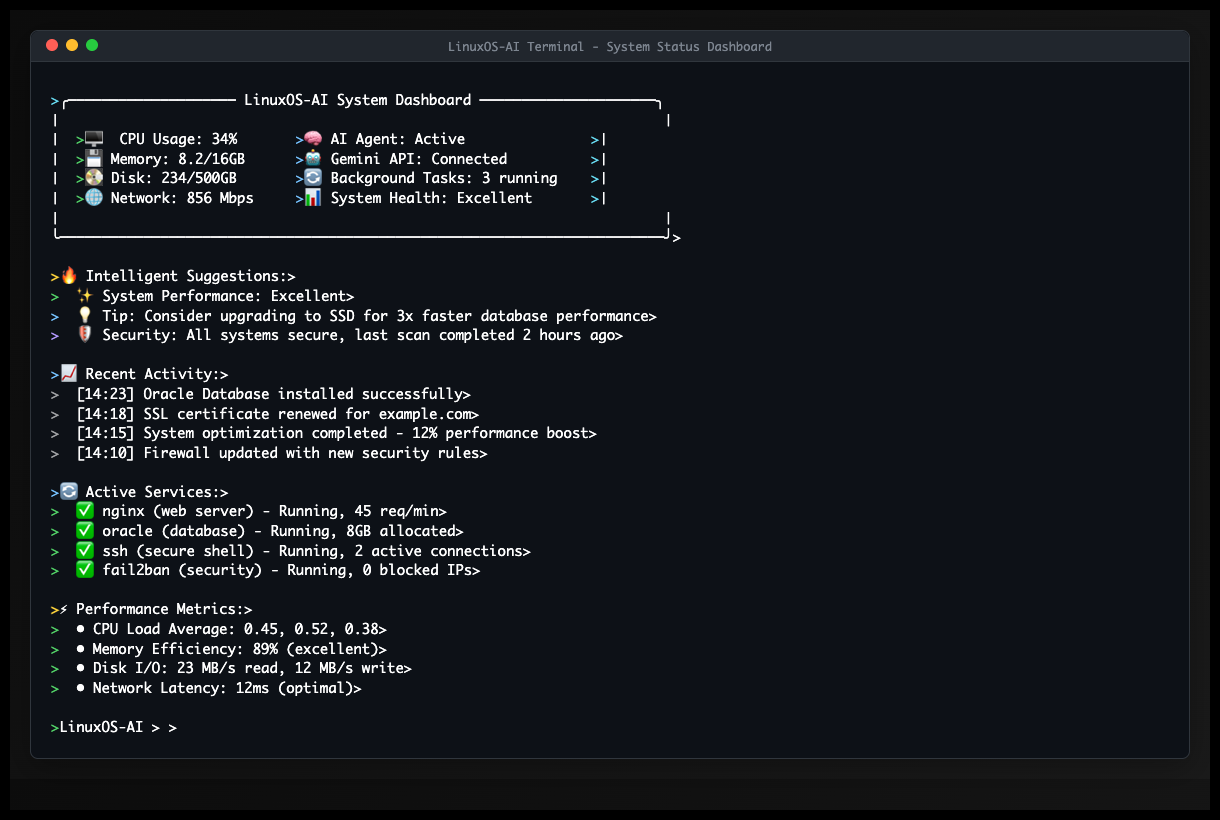 LinuxOS-AI Terminal - System Status Dashboard
> LinuxOS-AI System Dashboard
| |
| >🖥️ CPU Usage: 34% >🧠 AI Agent: Active >|
| >💾 Memory: 8.2/16GB >🤖 Gemini API: Connected >|
| >💽 Disk: 234/500GB >🔄 Background Tasks: 3 running >|
| >🌐 Network: 856 Mbps >📊 System Health: Excellent >|
| |
>
>🔥 Intelligent Suggestions:>
> ✨ System Performance: Excellent>
> 💡 Tip: Consider upgrading to SSD for 3x faster database performance>
> 🛡️ Security: All systems secure, last scan completed 2 hours ago>
>📈 Recent Activity:>
> [14:23] Oracle Database installed successfully>
> [14:18] SSL certificate renewed for example.com>
> [14:15] System optimization completed - 12% performance boost>
> [14:10] Firewall updated with new security rules>
>🔄 Active Services:>
> ✅ nginx (web server) - Running, 45 req/min>
> ✅ oracle (database) - Running, 8GB allocated>
> ✅ ssh (secure shell) - Running, 2 active connections>
> ✅ fail2ban (security) - Running, 0 blocked IPs>
>⚡ Performance Metrics:>
> • CPU Load Average: 0.45, 0.52, 0.38>
> • Memory Efficiency: 89% (excellent)>
> • Disk I/O: 23 MB/s read, 12 MB/s write>
> • Network Latency: 12ms (optimal)>
>LinuxOS-AI > >